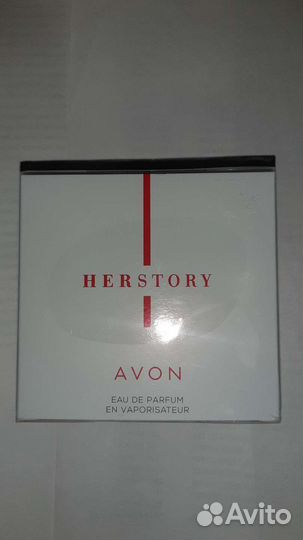 HERSTORY
AVON
EAU DE PARFUM
EN VAPORISATEUR
Avito